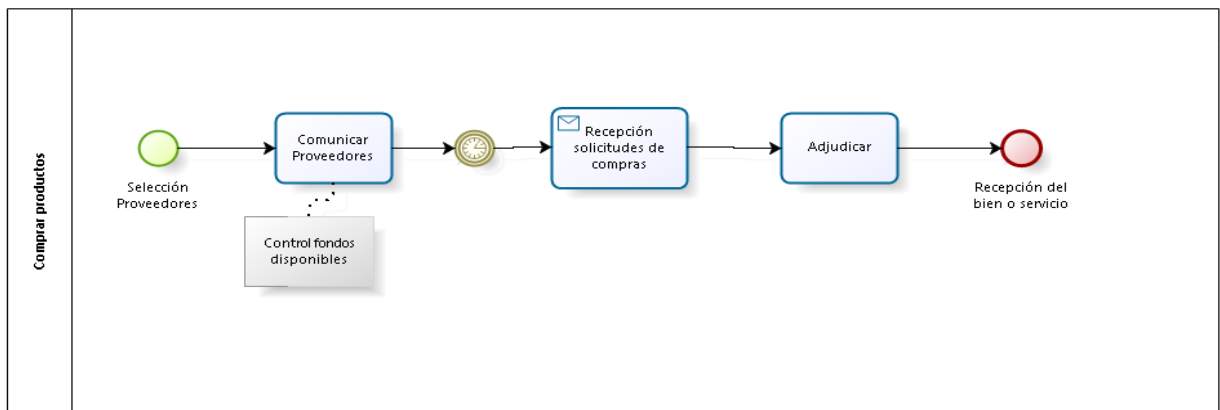 Comprar productos
Selección
Proveedores
Comunicar
Proveedores
Control fondos
disponibles
Recepción
solicitudes de
compras
Adjudicar
Recepción del
bien o servicio